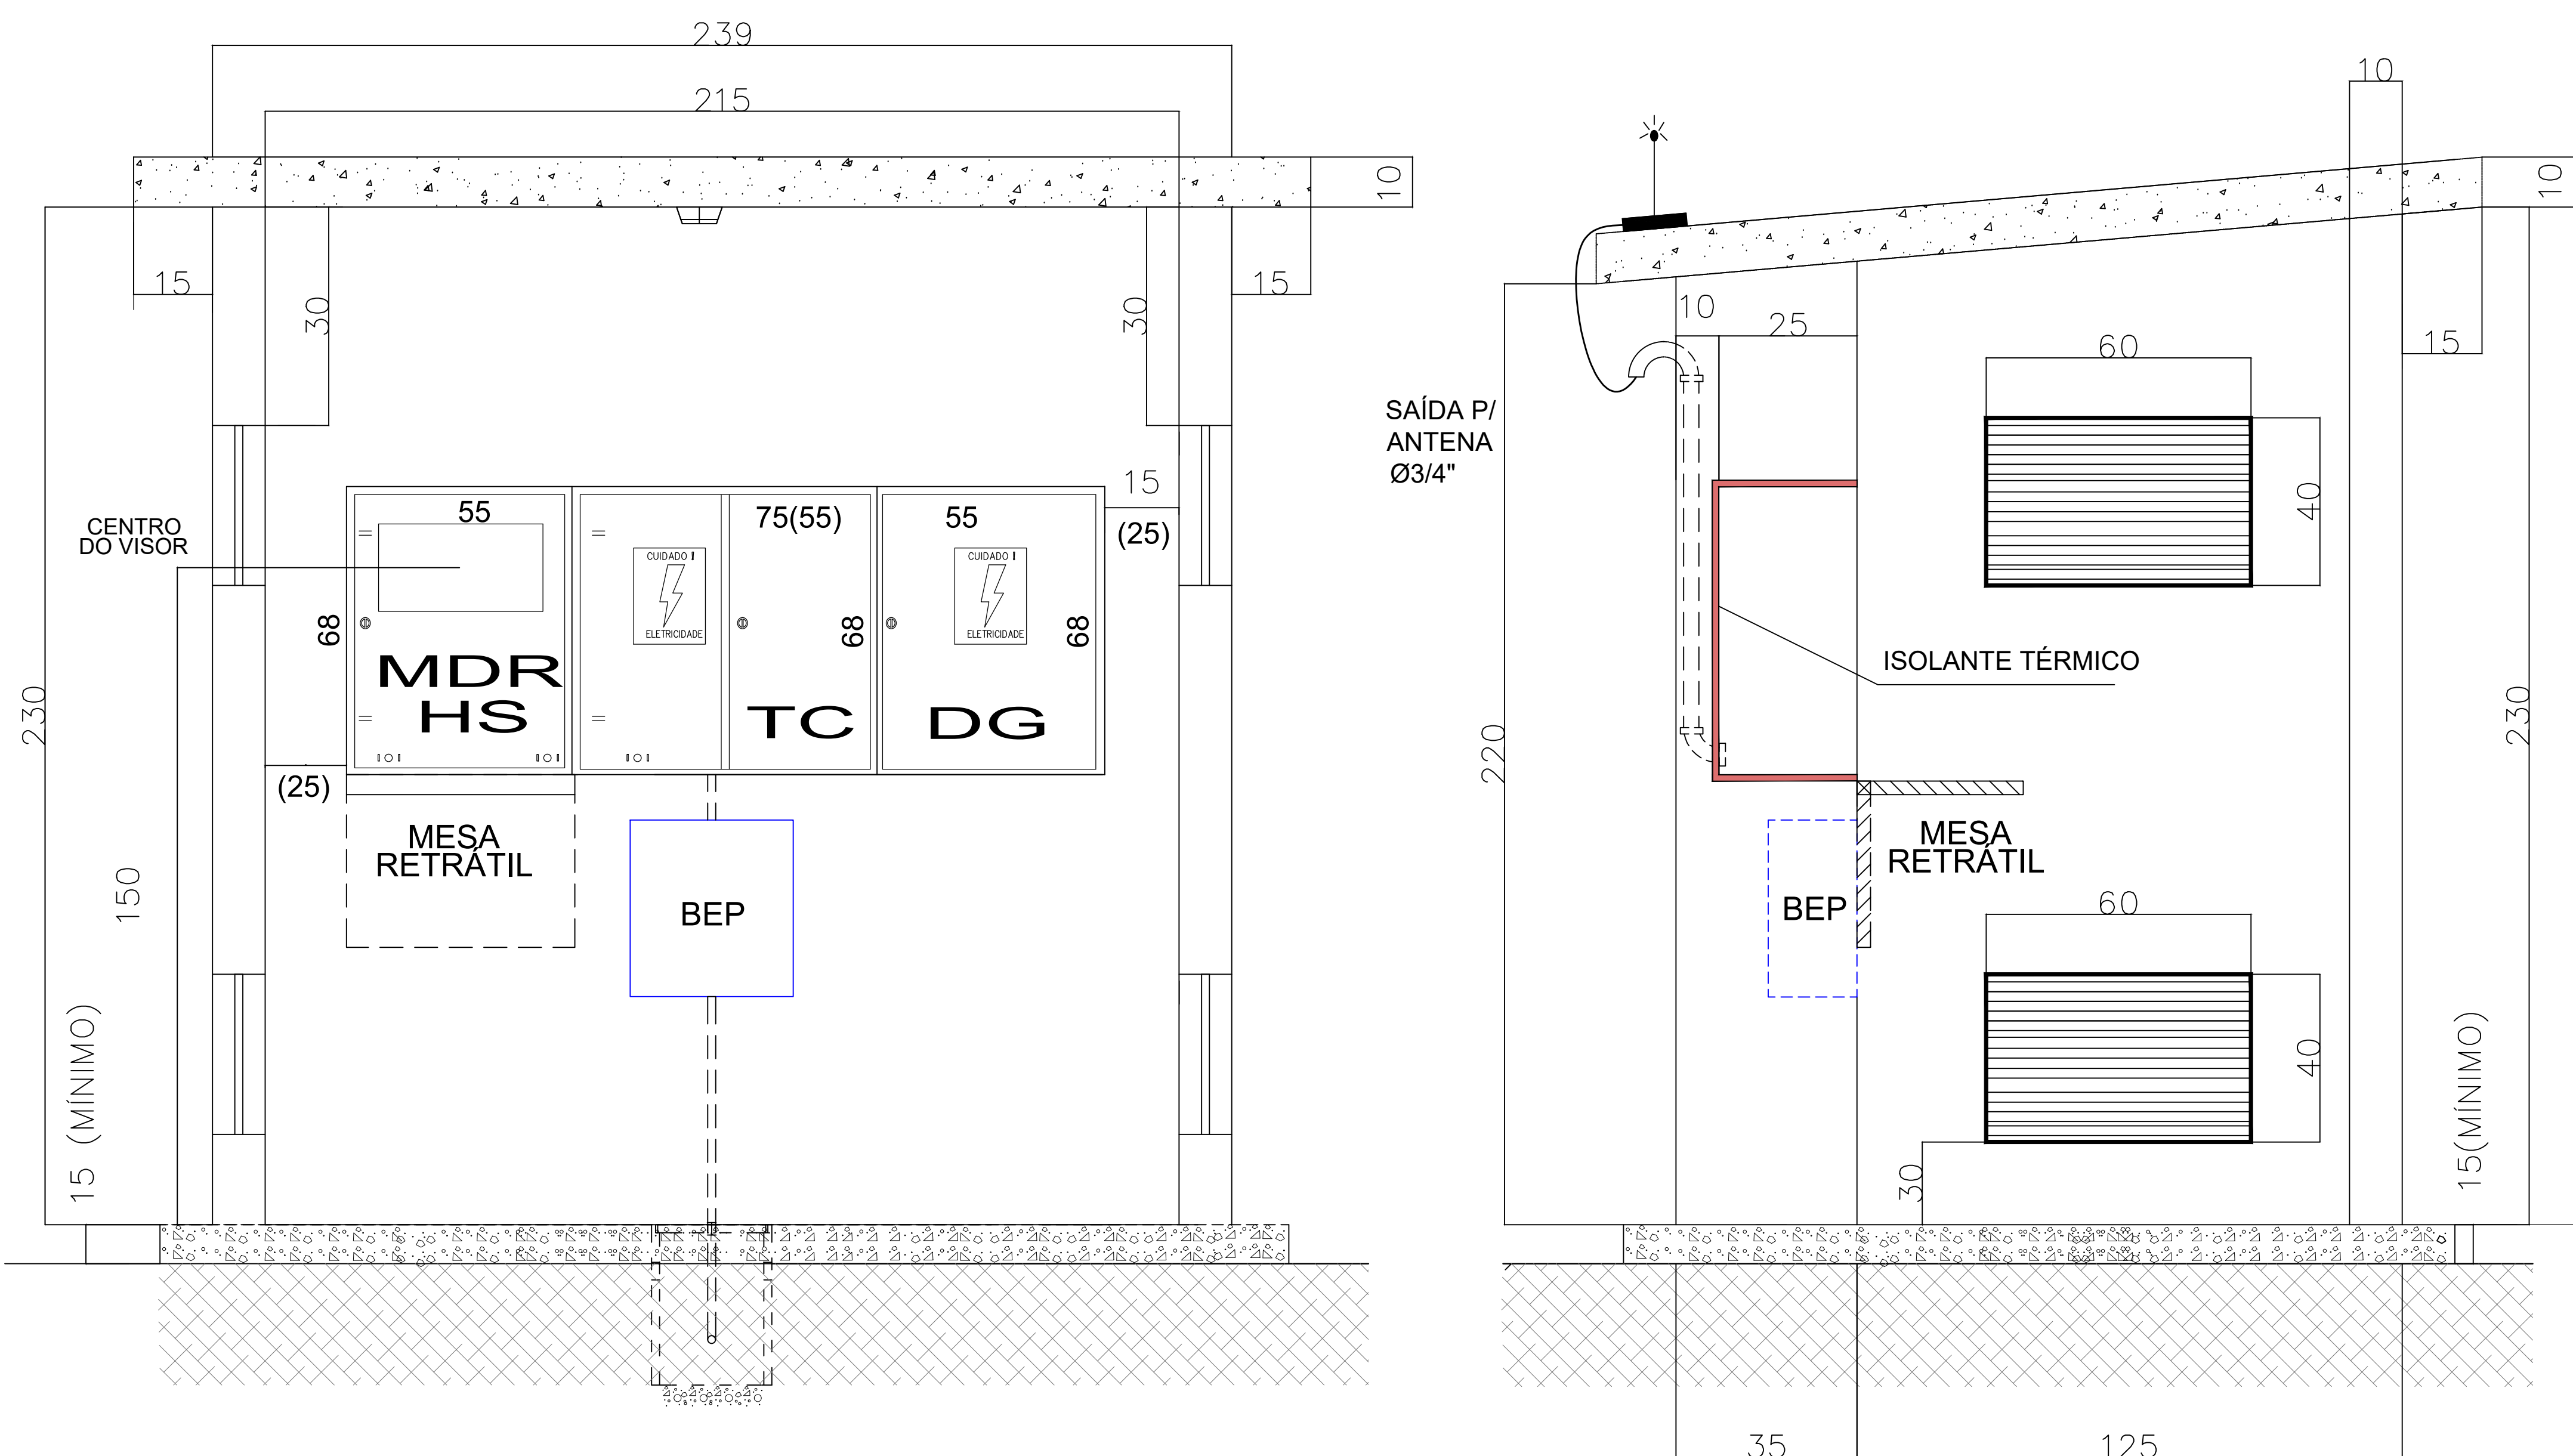 239
215
10
15
30
30
15
CENTRO
DO VISOR
55
75(55)
55
15
(25)
CUIDADO !
ELETRICIDADE
CUIDADO !
ELETRICIDADE
68
68
68
MDR
HS
TC
DG
230
(25)
MESA
RETRÁTIL
BEP
150
15 (MÍNIMO)
10
10
10
25
15
60
40
SAÍDA P/
ANTENA
Ø3/4"
ISOLANTE TÉRMICO
220
230
MESA
RETRÁTIL
BEP
60
40
30
15(MÍNIMO)
35
125